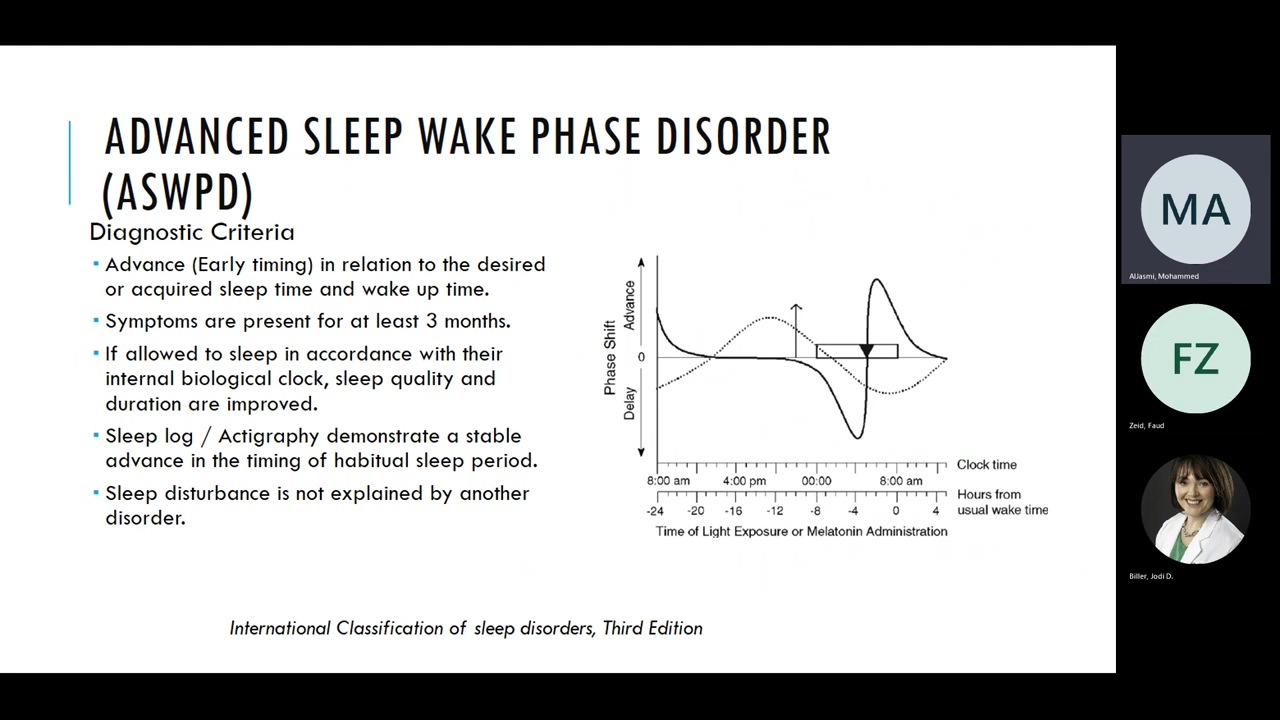 ADVANCED SLEEP WAKE PHASE DISORDER
(ASWPD)
Diagnostic Criteria
Advance (Early timing) in relation to the desired
or acquired sleep time and wake up time.
Symptoms are present for at least 3 months.
If allowed to sleep in accordance with their
internal biological clock, sleep quality and
duration are improved.
Sleep log / Actigraphy demonstrate a stable
advance in the timing of habitual sleep period.
Sleep disturbance is not explained by another
disorder.
Phase Shift
Delay
Advance
0
8:00 am 4:00 pm 00:00 8:00 am
Clock time
-24 -20 -16 -12 -8 -4 0 4
Hours from
usual wake time
Time of Light Exposure or Melatonin Administration
International Classification of sleep disorders, Third Edition
MA
AlJasmi, Mohammed
FZ
Zeid, Faud
Biller, Jodi D.